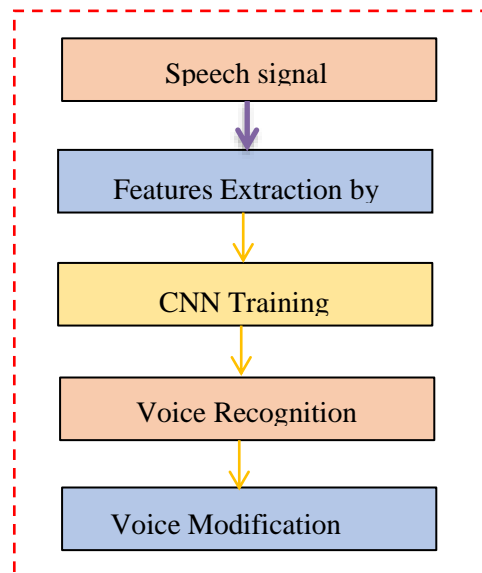 Speech signal
Features Extraction by
CNN Training
Voice Recognition
Voice Modification